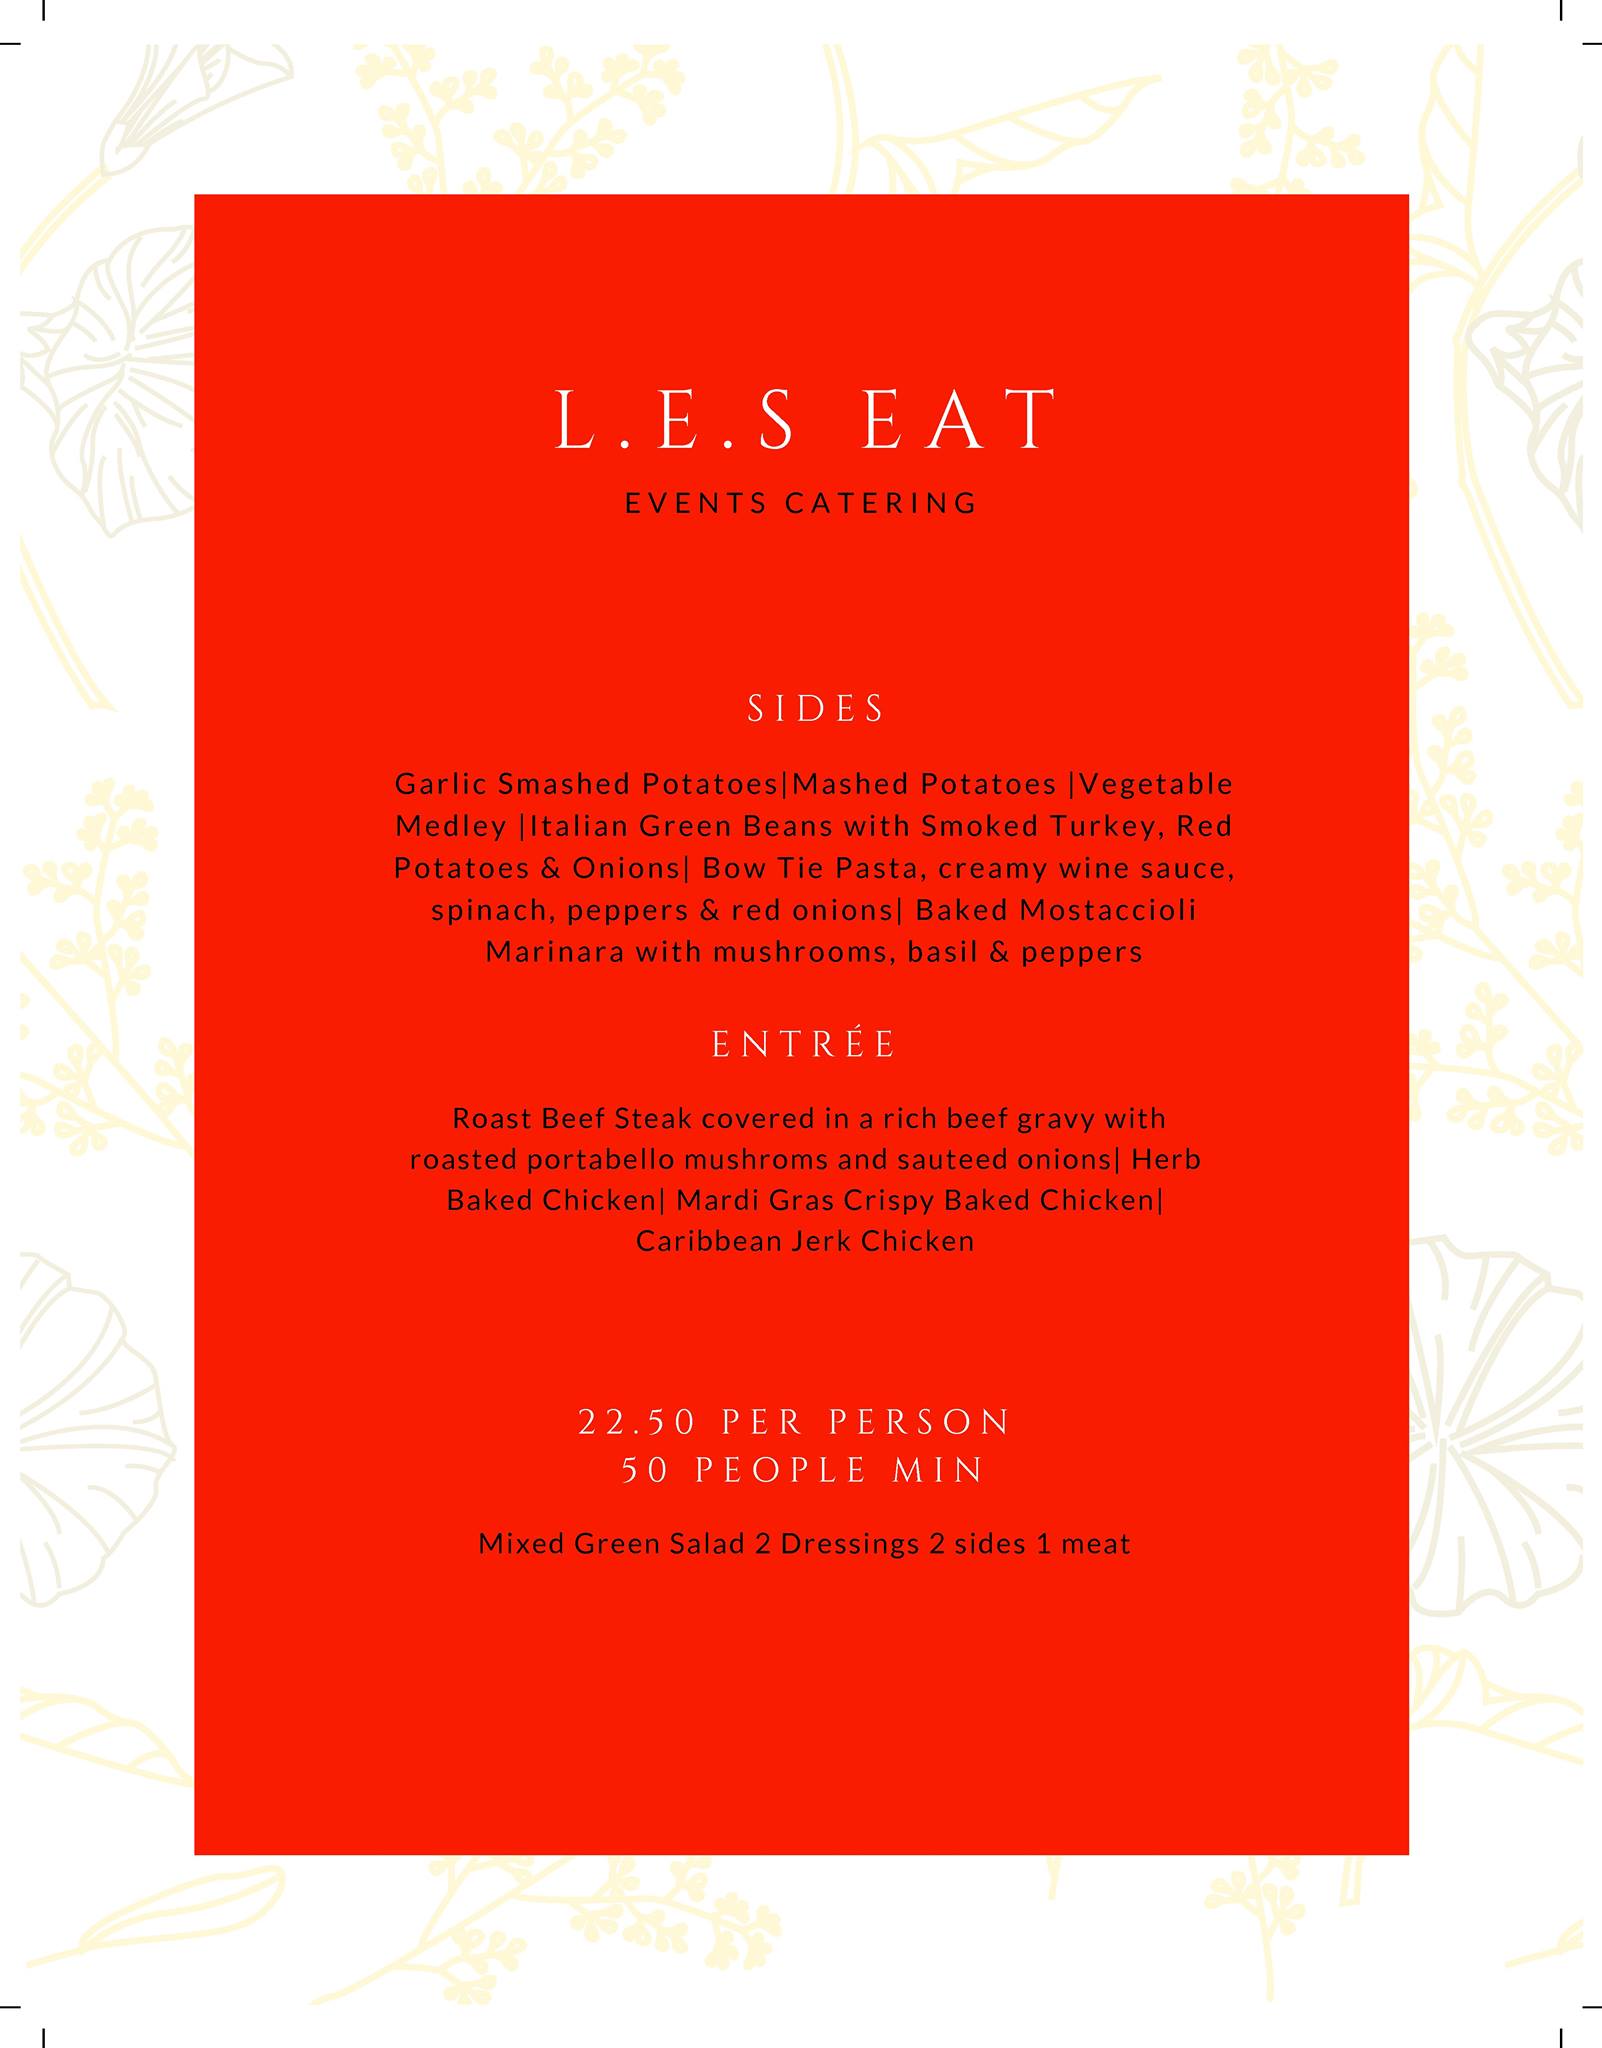 L.E.S EAT
EVENTS CATERING
SIDES
Garlic Smashed Potatoes|Mashed Potatoes |Vegetable
Medley |Italian Green Beans with Smoked Turkey, Red
Potatoes & Onions| Bow Tie Pasta, creamy wine sauce,
spinach, peppers & red onions| Baked Mostaccioli
Marinara with mushrooms, basil & peppers
ENTRÉE
Roast Beef Steak covered in a rich beef gravy with
roasted portabello mushroms and sauteed onions| Herb
Baked Chicken| Mardi Gras Crispy Baked Chicken|
Caribbean Jerk Chicken
22.50 PER PERSON
50 PEOPLE MIN
Mixed Green Salad 2 Dressings 2 sides 1 meat